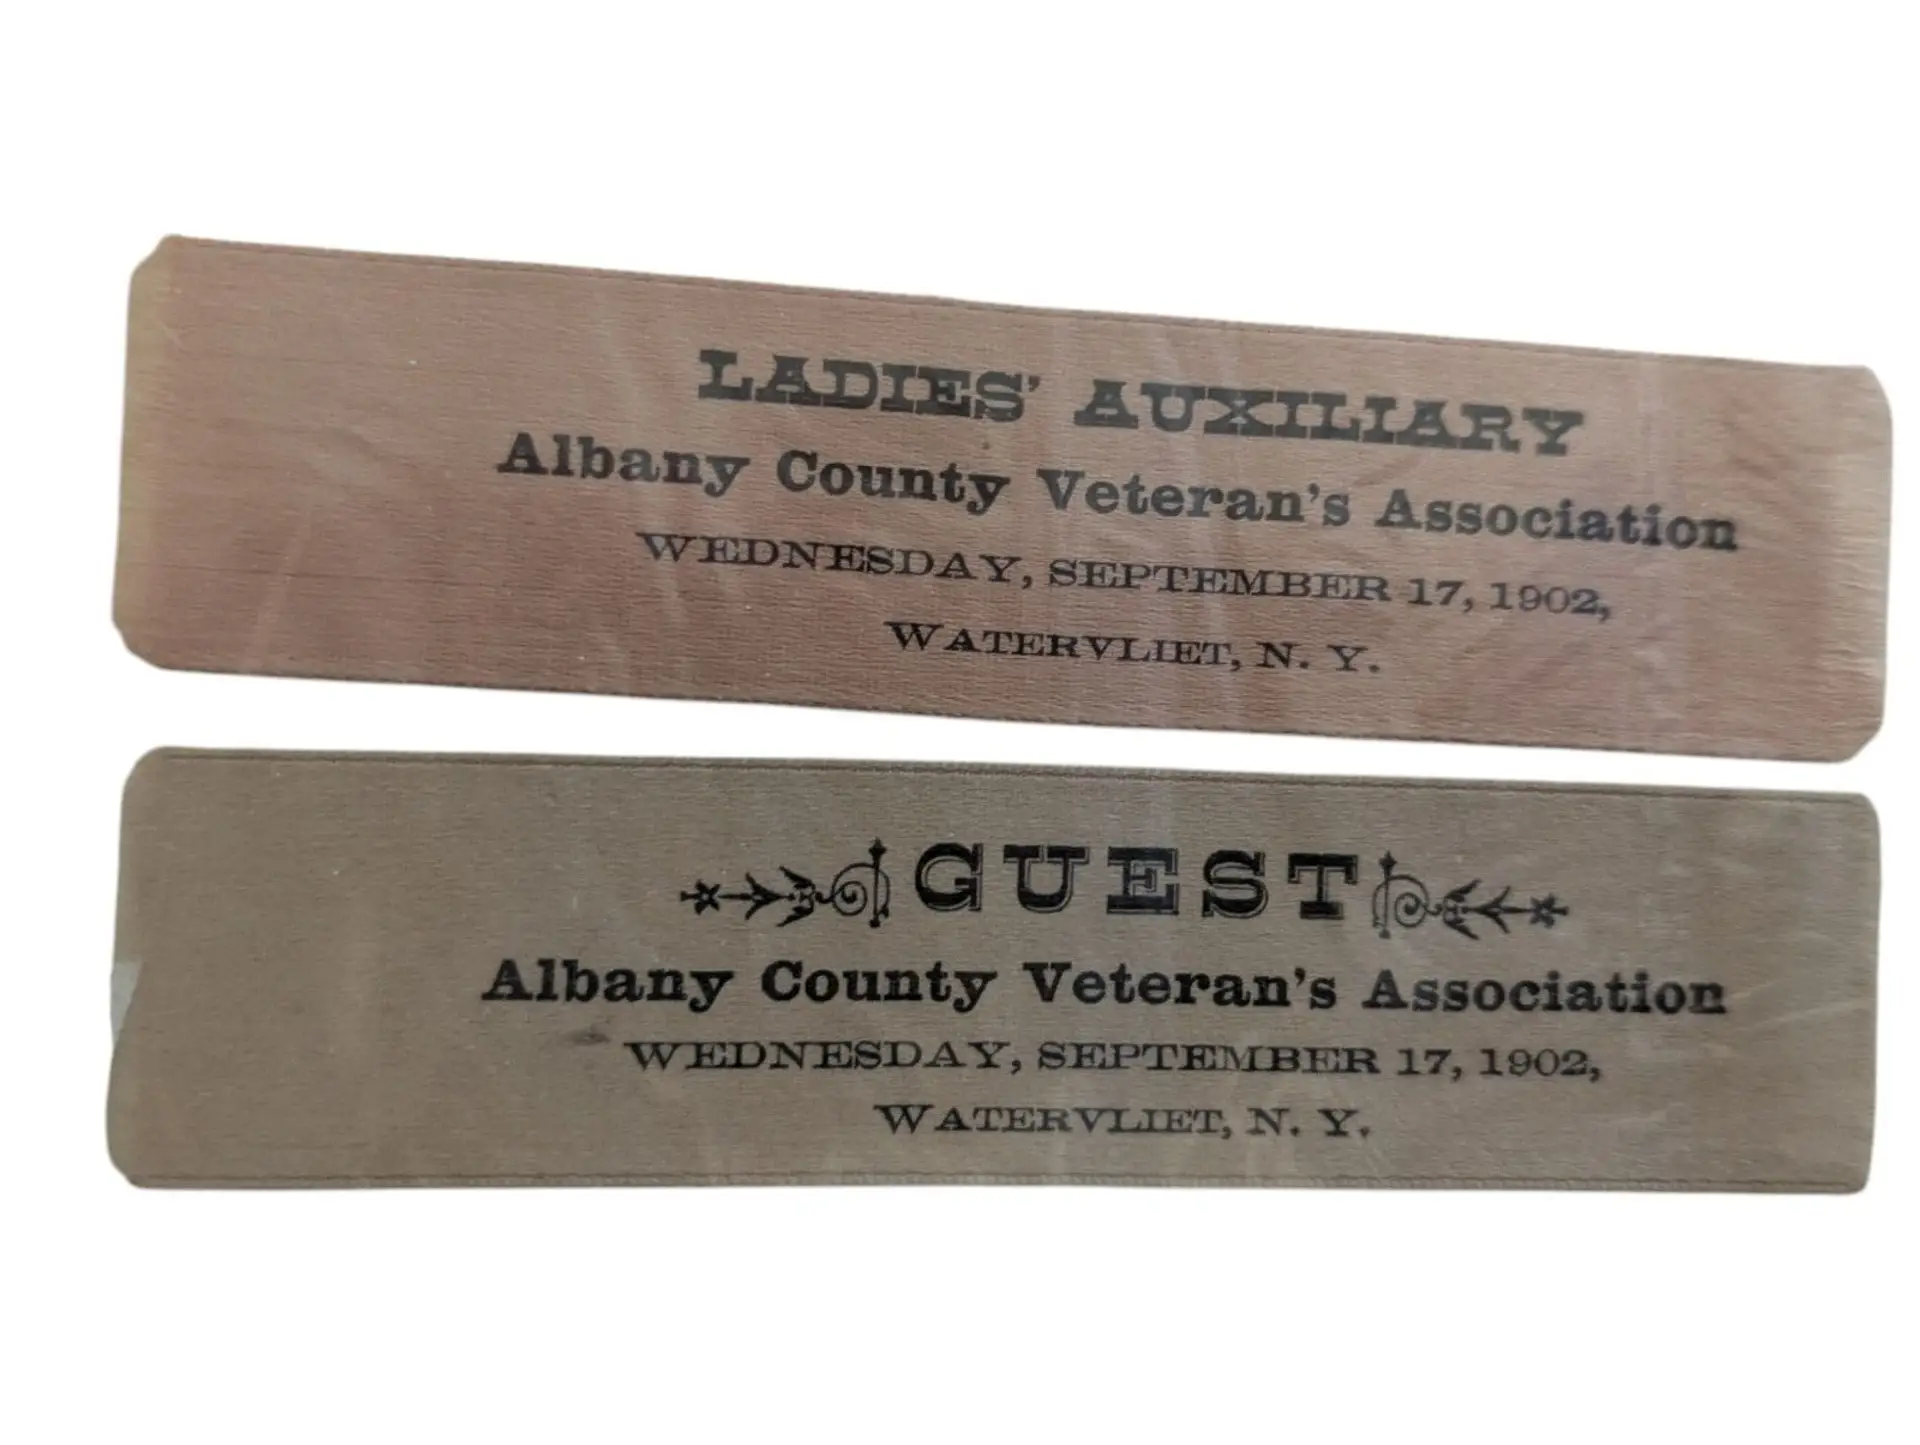 LADIES' AUXILIARY
Albany County Veteran's Association
WEDNESDAY, SEPTEMBER 17, 1902,
WATERVLIET, N. Y.
GUEST
Albany County Veteran's Association
WEDNESDAY, SEPTEMBER 17, 1902,
WATERVLIET, N. Y.